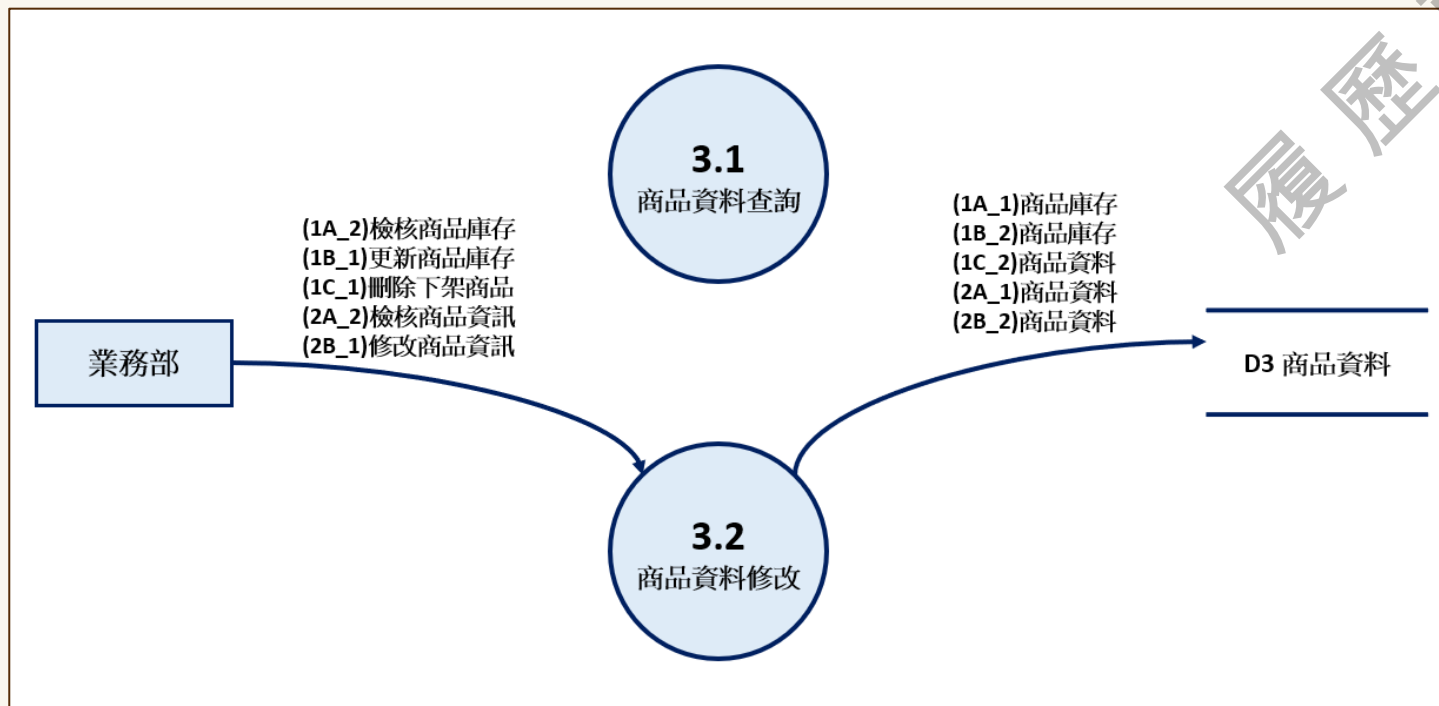 履歷
3.1
商品資料查詢
(1A_2)檢核商品庫存
(1B_1)更新商品庫存
(1C_1)刪除下架商品
(2A_2)檢核商品資訊
(2B_1)修改商品資訊
(1A_1)商品庫存
(1B_2)商品庫存
(1C_2)商品資料
(2A_1)商品資料
(2B_2)商品資料
業務部
D3 商品資料
3.2
商品資料修改